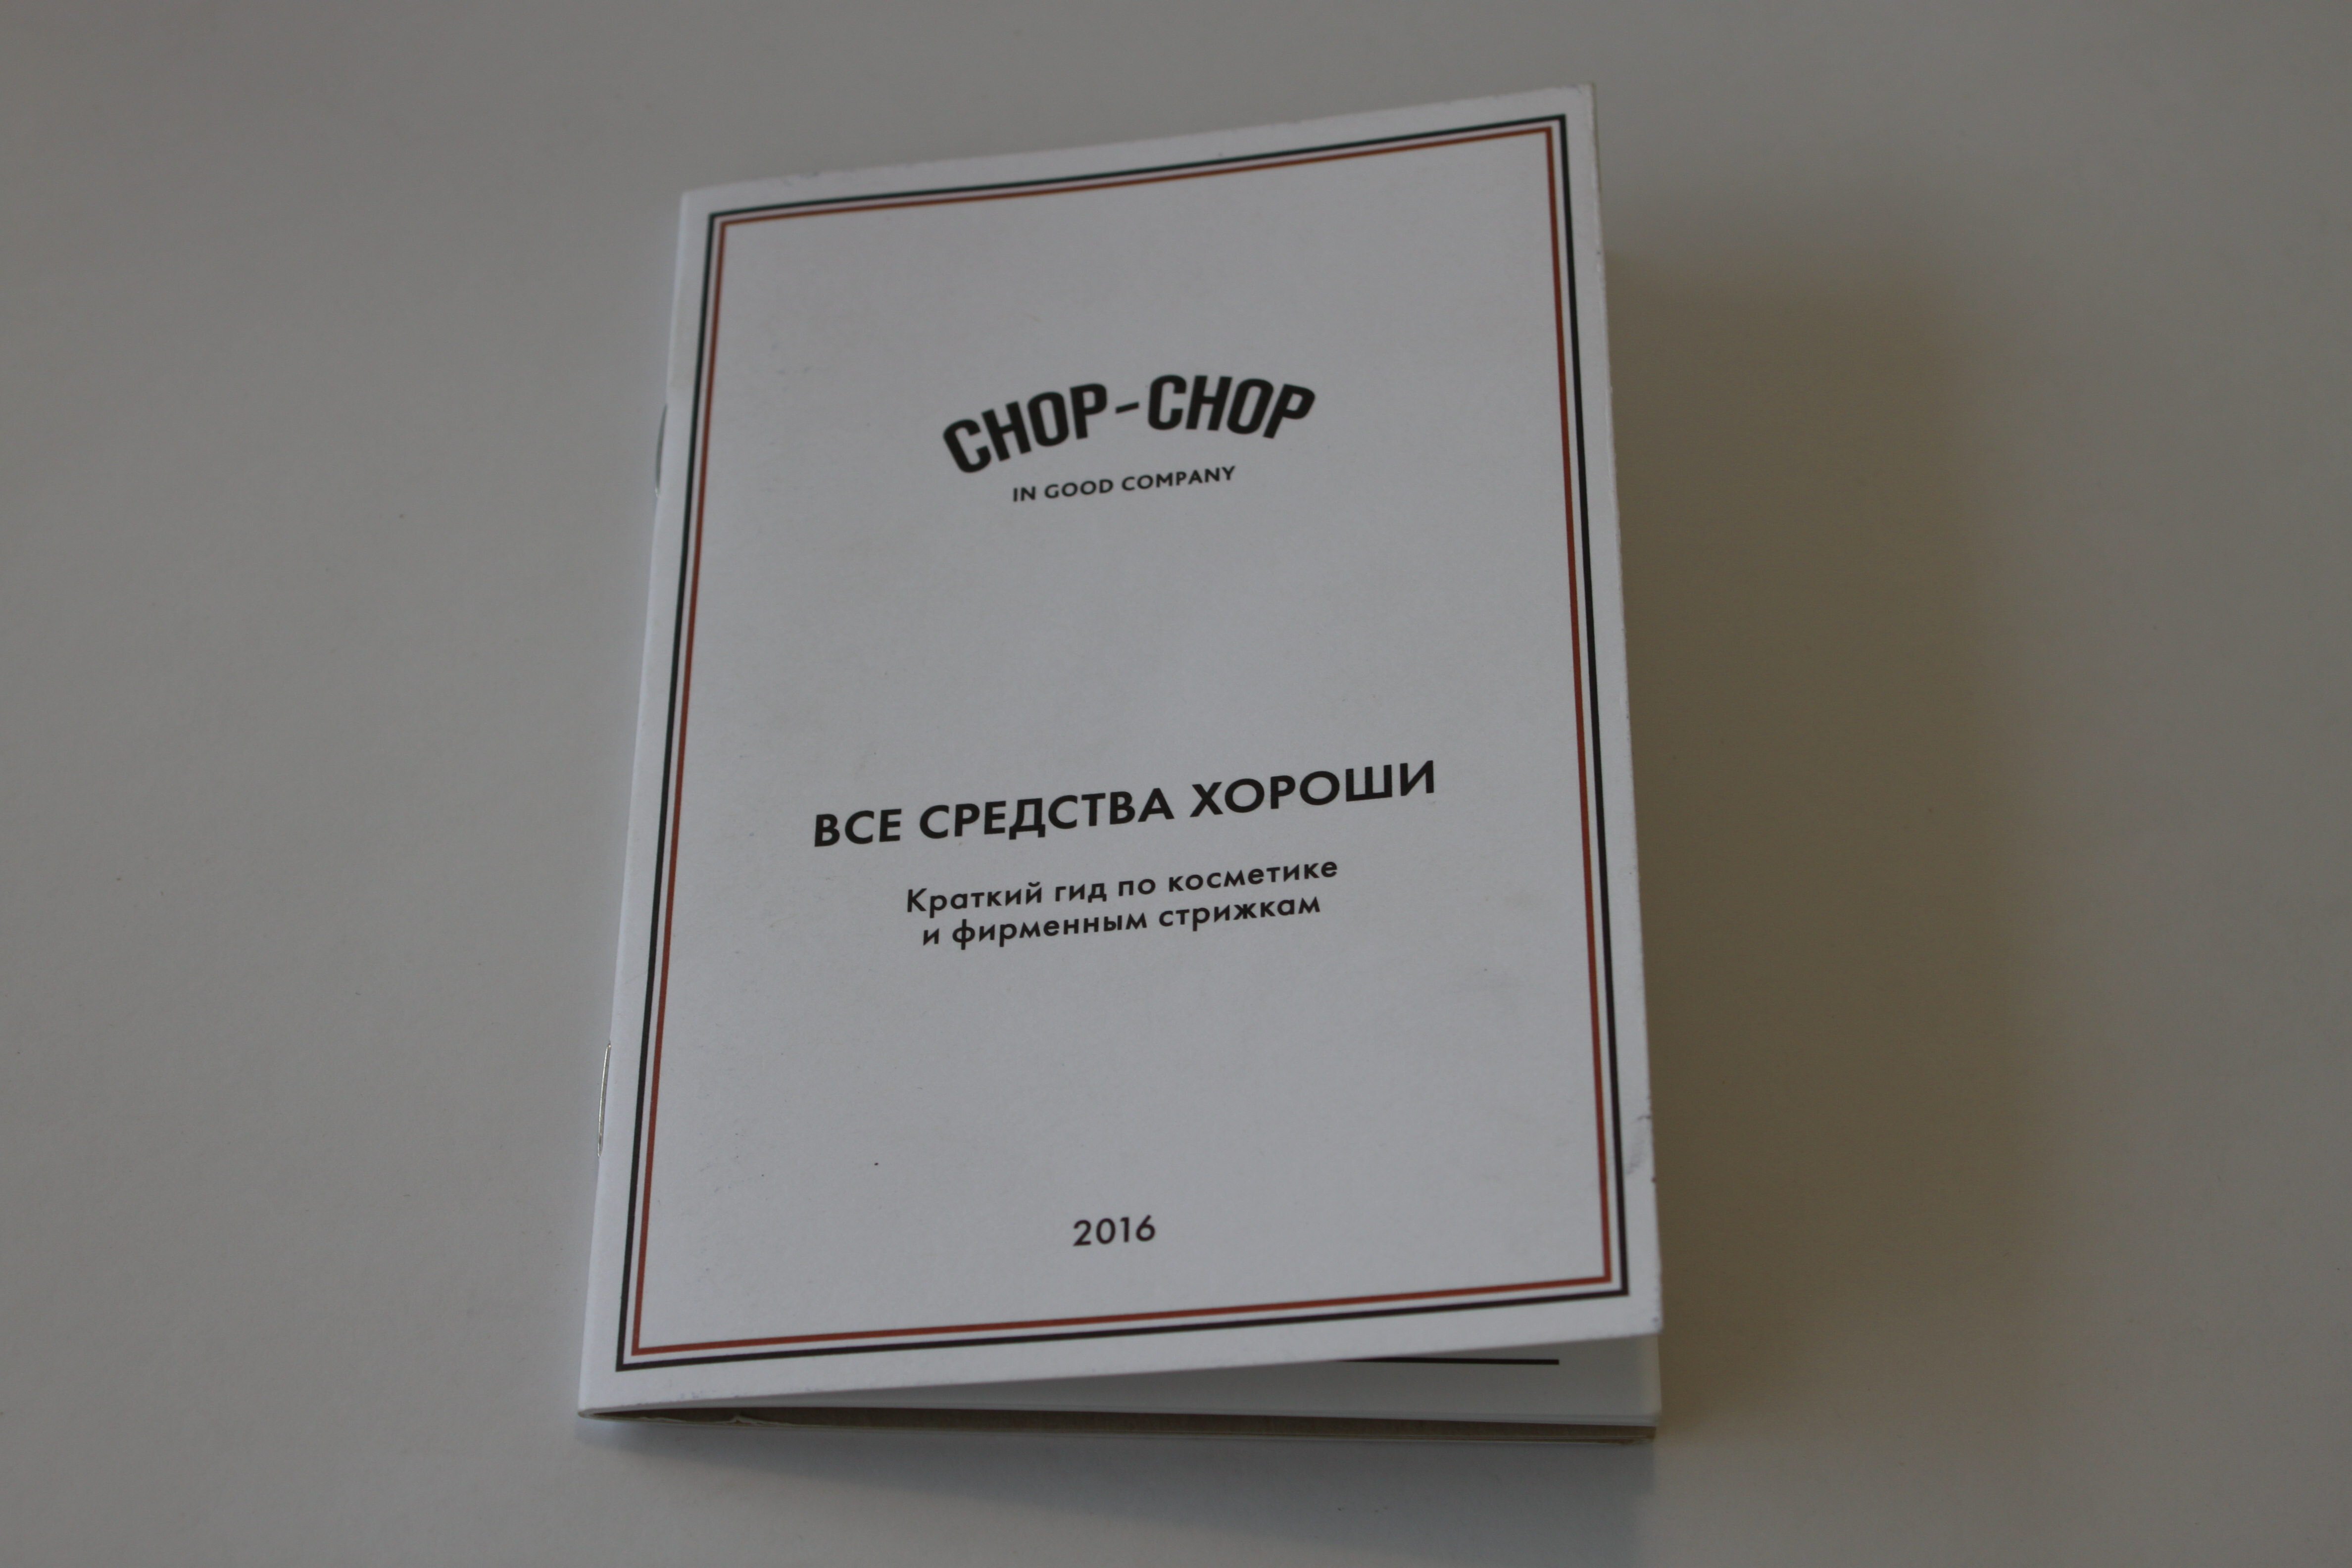 CHOP-CHOP
IN GOOD COMPANY
ВСЕ СРЕДСТВА ХОРОШИ
Краткий гид по косметике
и фирменным стрижкам
2016